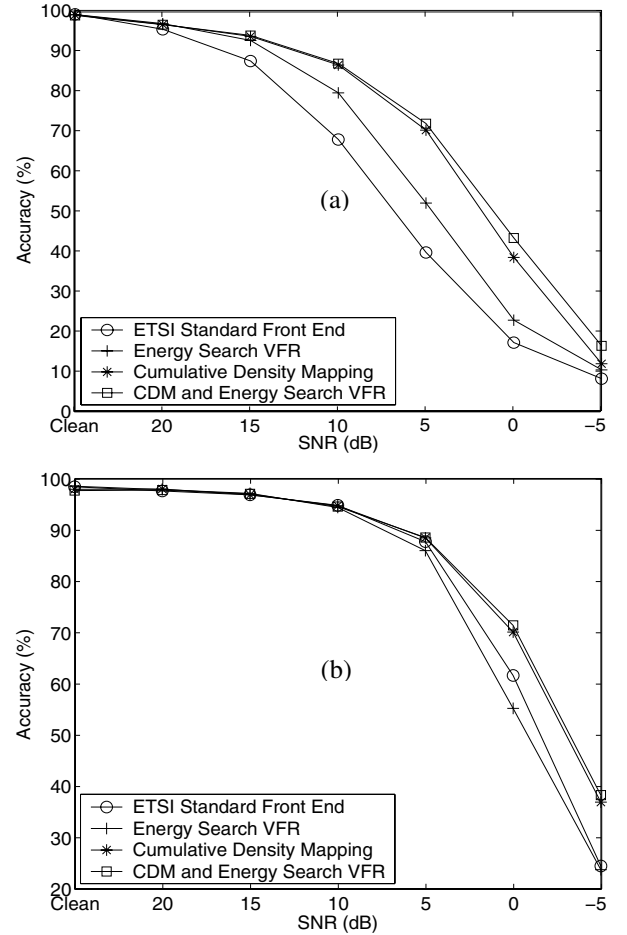 100
90
80
70
60
50
40
30
20
10
0
Accuracy (%)
(a)
ETSI Standard Front End
Energy Search VFR
Cumulative Density Mapping
CDM and Energy Search VFR
Clean 20 15 10 5 0 −5
SNR (dB)
100
90
80
70
60
50
40
30
20
Accuracy (%)
(b)
ETSI Standard Front End
Energy Search VFR
Cumulative Density Mapping
CDM and Energy Search VFR
Clean 20 15 10 5 0 −5
SNR (dB)